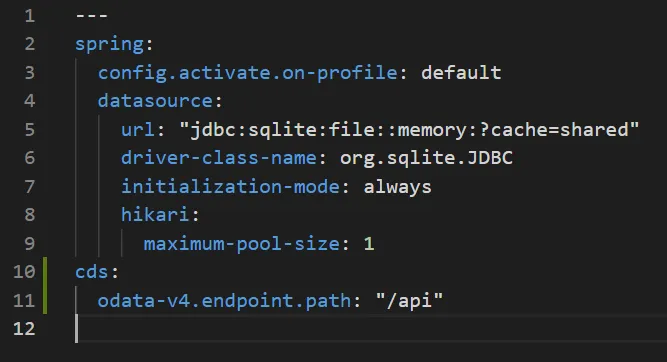 1 ---
2 spring:
3   config.activate.on-profile: default
4   datasource:
5     url: "jdbc:sqlite:file::memory:?cache=shared"
6     driver-class-name: org.sqlite.JDBC
7     initialization-mode: always
8     hikari:
9       maximum-pool-size: 1
10 cds:
11   odata-v4.endpoint.path: "/api"
12